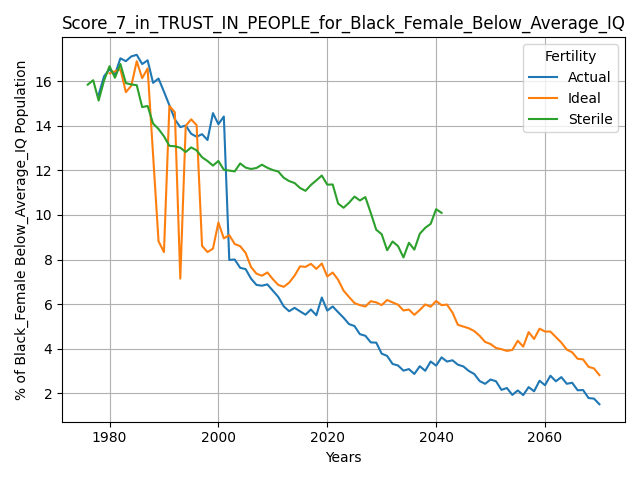 Score_7_in_TRUST_IN_PEOPLE_for_Black_Female_Below_Average_IQ
% of Black_Female Below_Average_IQ Population
16
14
12
10
8
6
4
2
Fertility
Actual
Ideal
Sterile
1980 2000 2020 2040 2060
Years